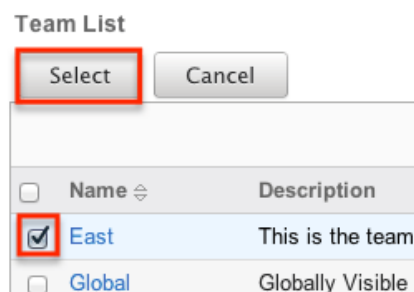 Team List
Select Cancel
Name Description
East This is the team
Global Globally Visible